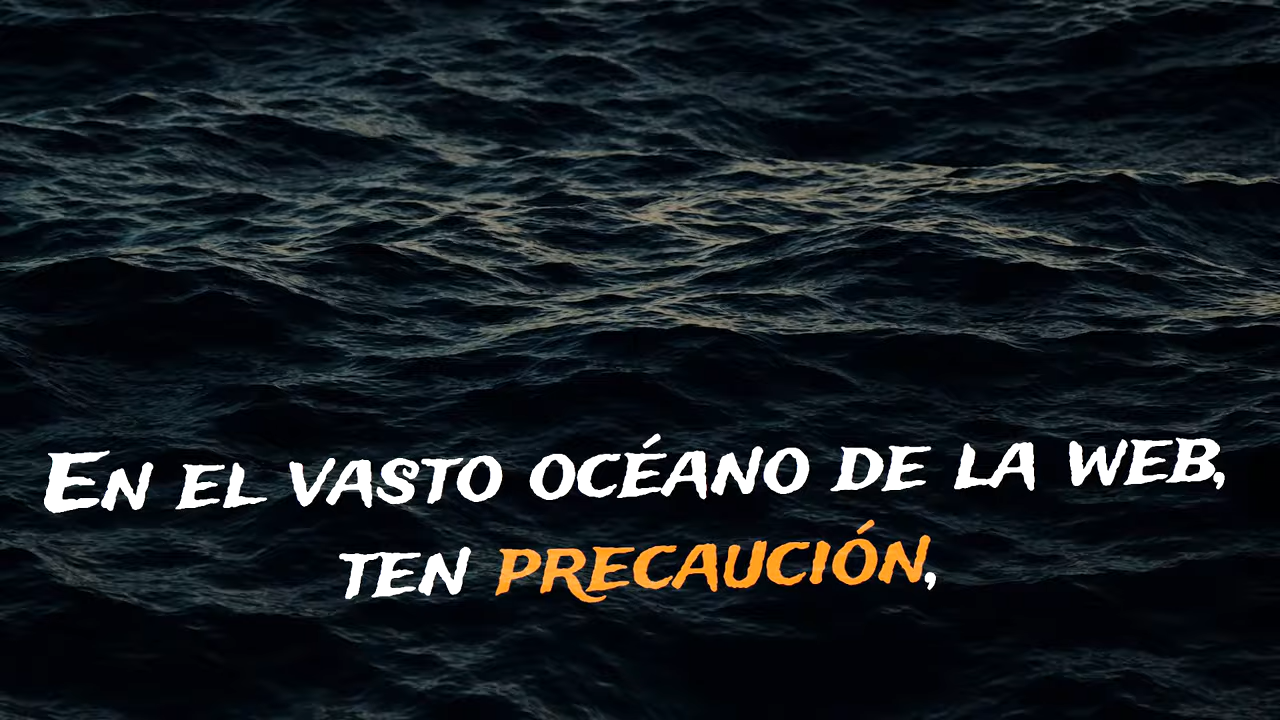 En el vasto océano de la web,
ten precaución,